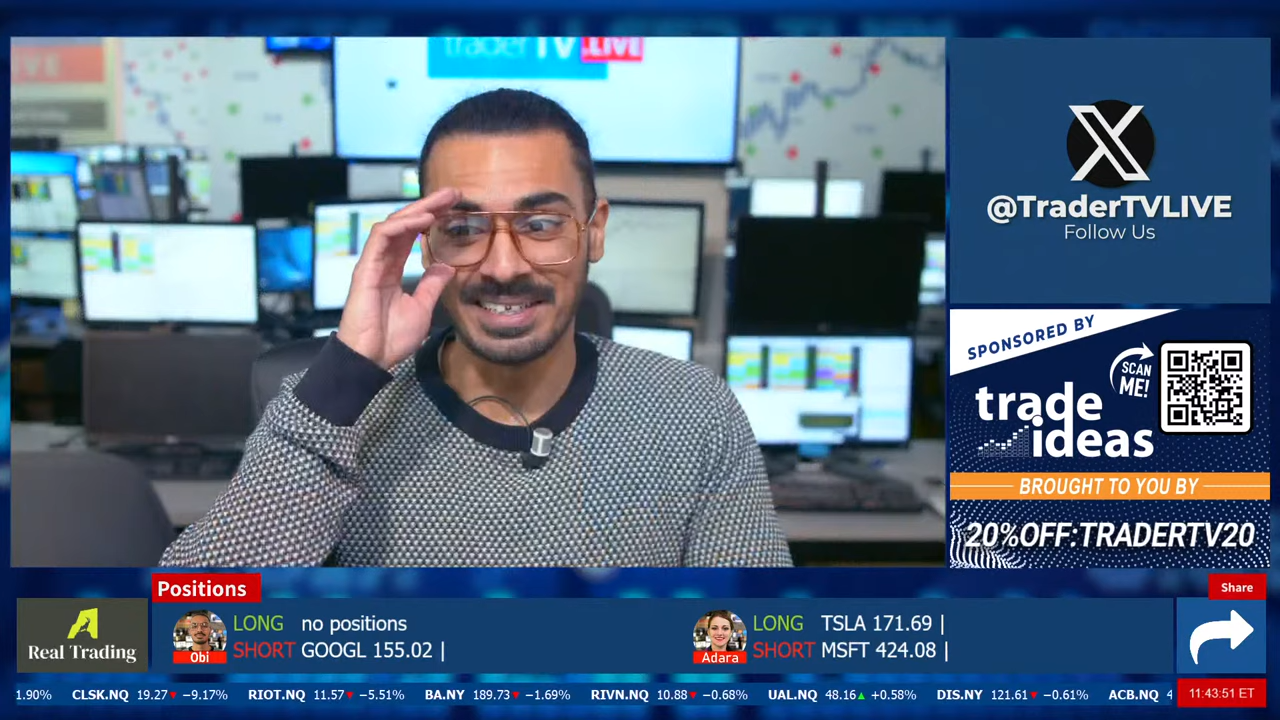 Trader TV .LIVE
IVE
@TraderTVLIVE
Follow Us
SPONSORED BY
SCAN
ME!
trade
ideas
BROUGHT TO YOU BY
20%OFF:TRADERTV20
Positions
Share
Real Trading
Obi
LONG no positions
SHORT GOOGL 155.02 |
Adara
LONG TSLA 171.69 |
SHORT MSFT 424.08 |
1.90% CLSK.NQ 19.27▼ -9.17% RIOT.NQ 11.57▼ -5.51% BA.NY 189.73▼ -1.69% RIVN.NQ 10.88▼ -0.68% UAL.NQ 48.16▲ +0.58% DIS.NY 121.61▼ -0.61% ACB.NQ 4
11:43:51 ET